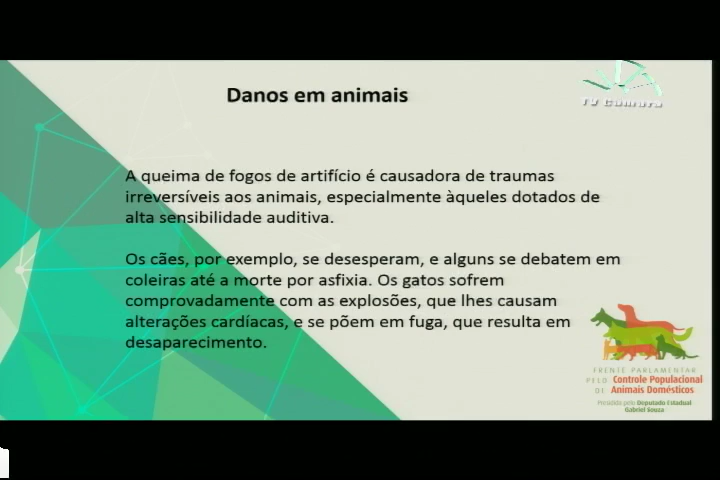 Danos em animais
TV Câmara
A queima de fogos de artifício é causadora de traumas
irreversíveis aos animais, especialmente àqueles dotados de
alta sensibilidade auditiva.
Os cães, por exemplo, se desesperam, e alguns se debatem em
coleiras até a morte por asfixia. Os gatos sofrem
comprovadamente com as explosões, que lhes causam
alterações cardíacas, e se põem em fuga, que resulta em
desaparecimento.
FRENTE PARLAMENTAR
PELO Controle Populacional
DE Animais Domésticos
Presidida pelo Deputado Estadual
Gabriel Souza